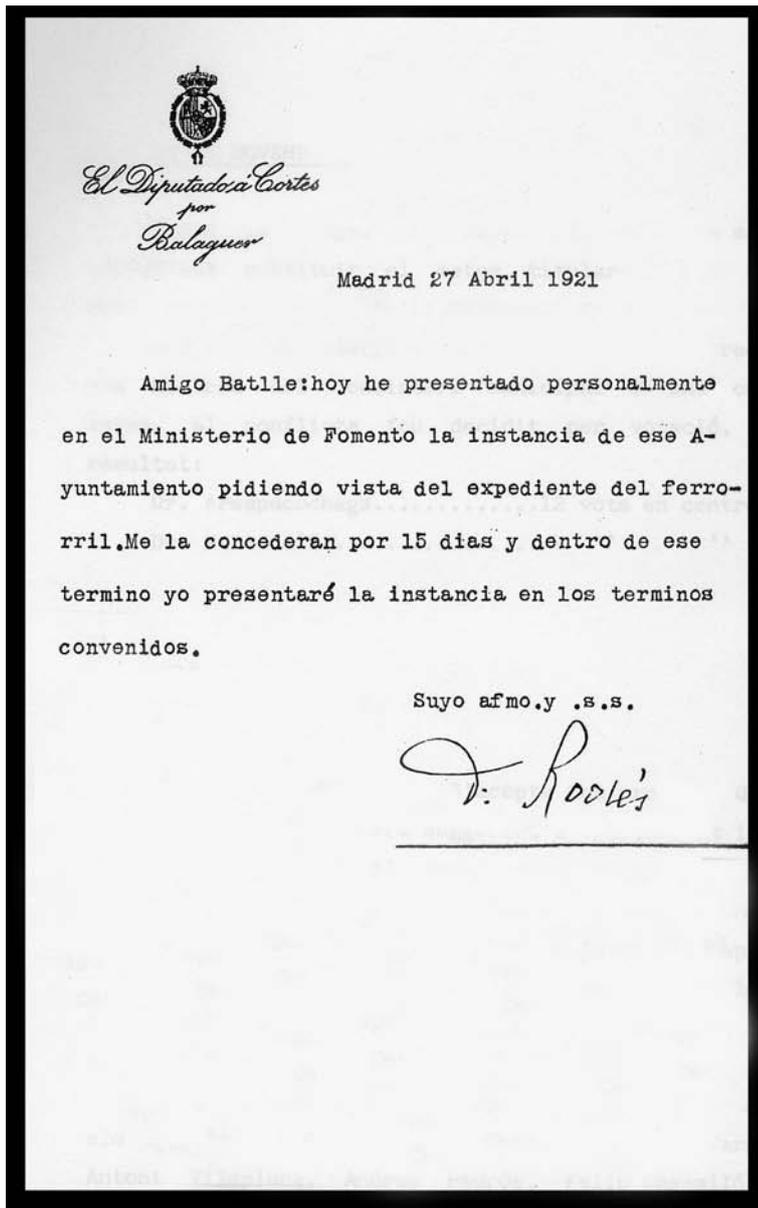 El Diputado á Cortes
por
Balaguer
Madrid 27 Abril 1921
Amigo Batlle:hoy he presentado personalmente
en el Ministerio de Fomento la instancia de ese A-
yuntamiento pidiendo vista del expediente del ferro-
rril.Me la concederan por 15 dias y dentro de ese
termino yo presentaré la instancia en los terminos
convenidos.
Suyo afmo.y .s.s.